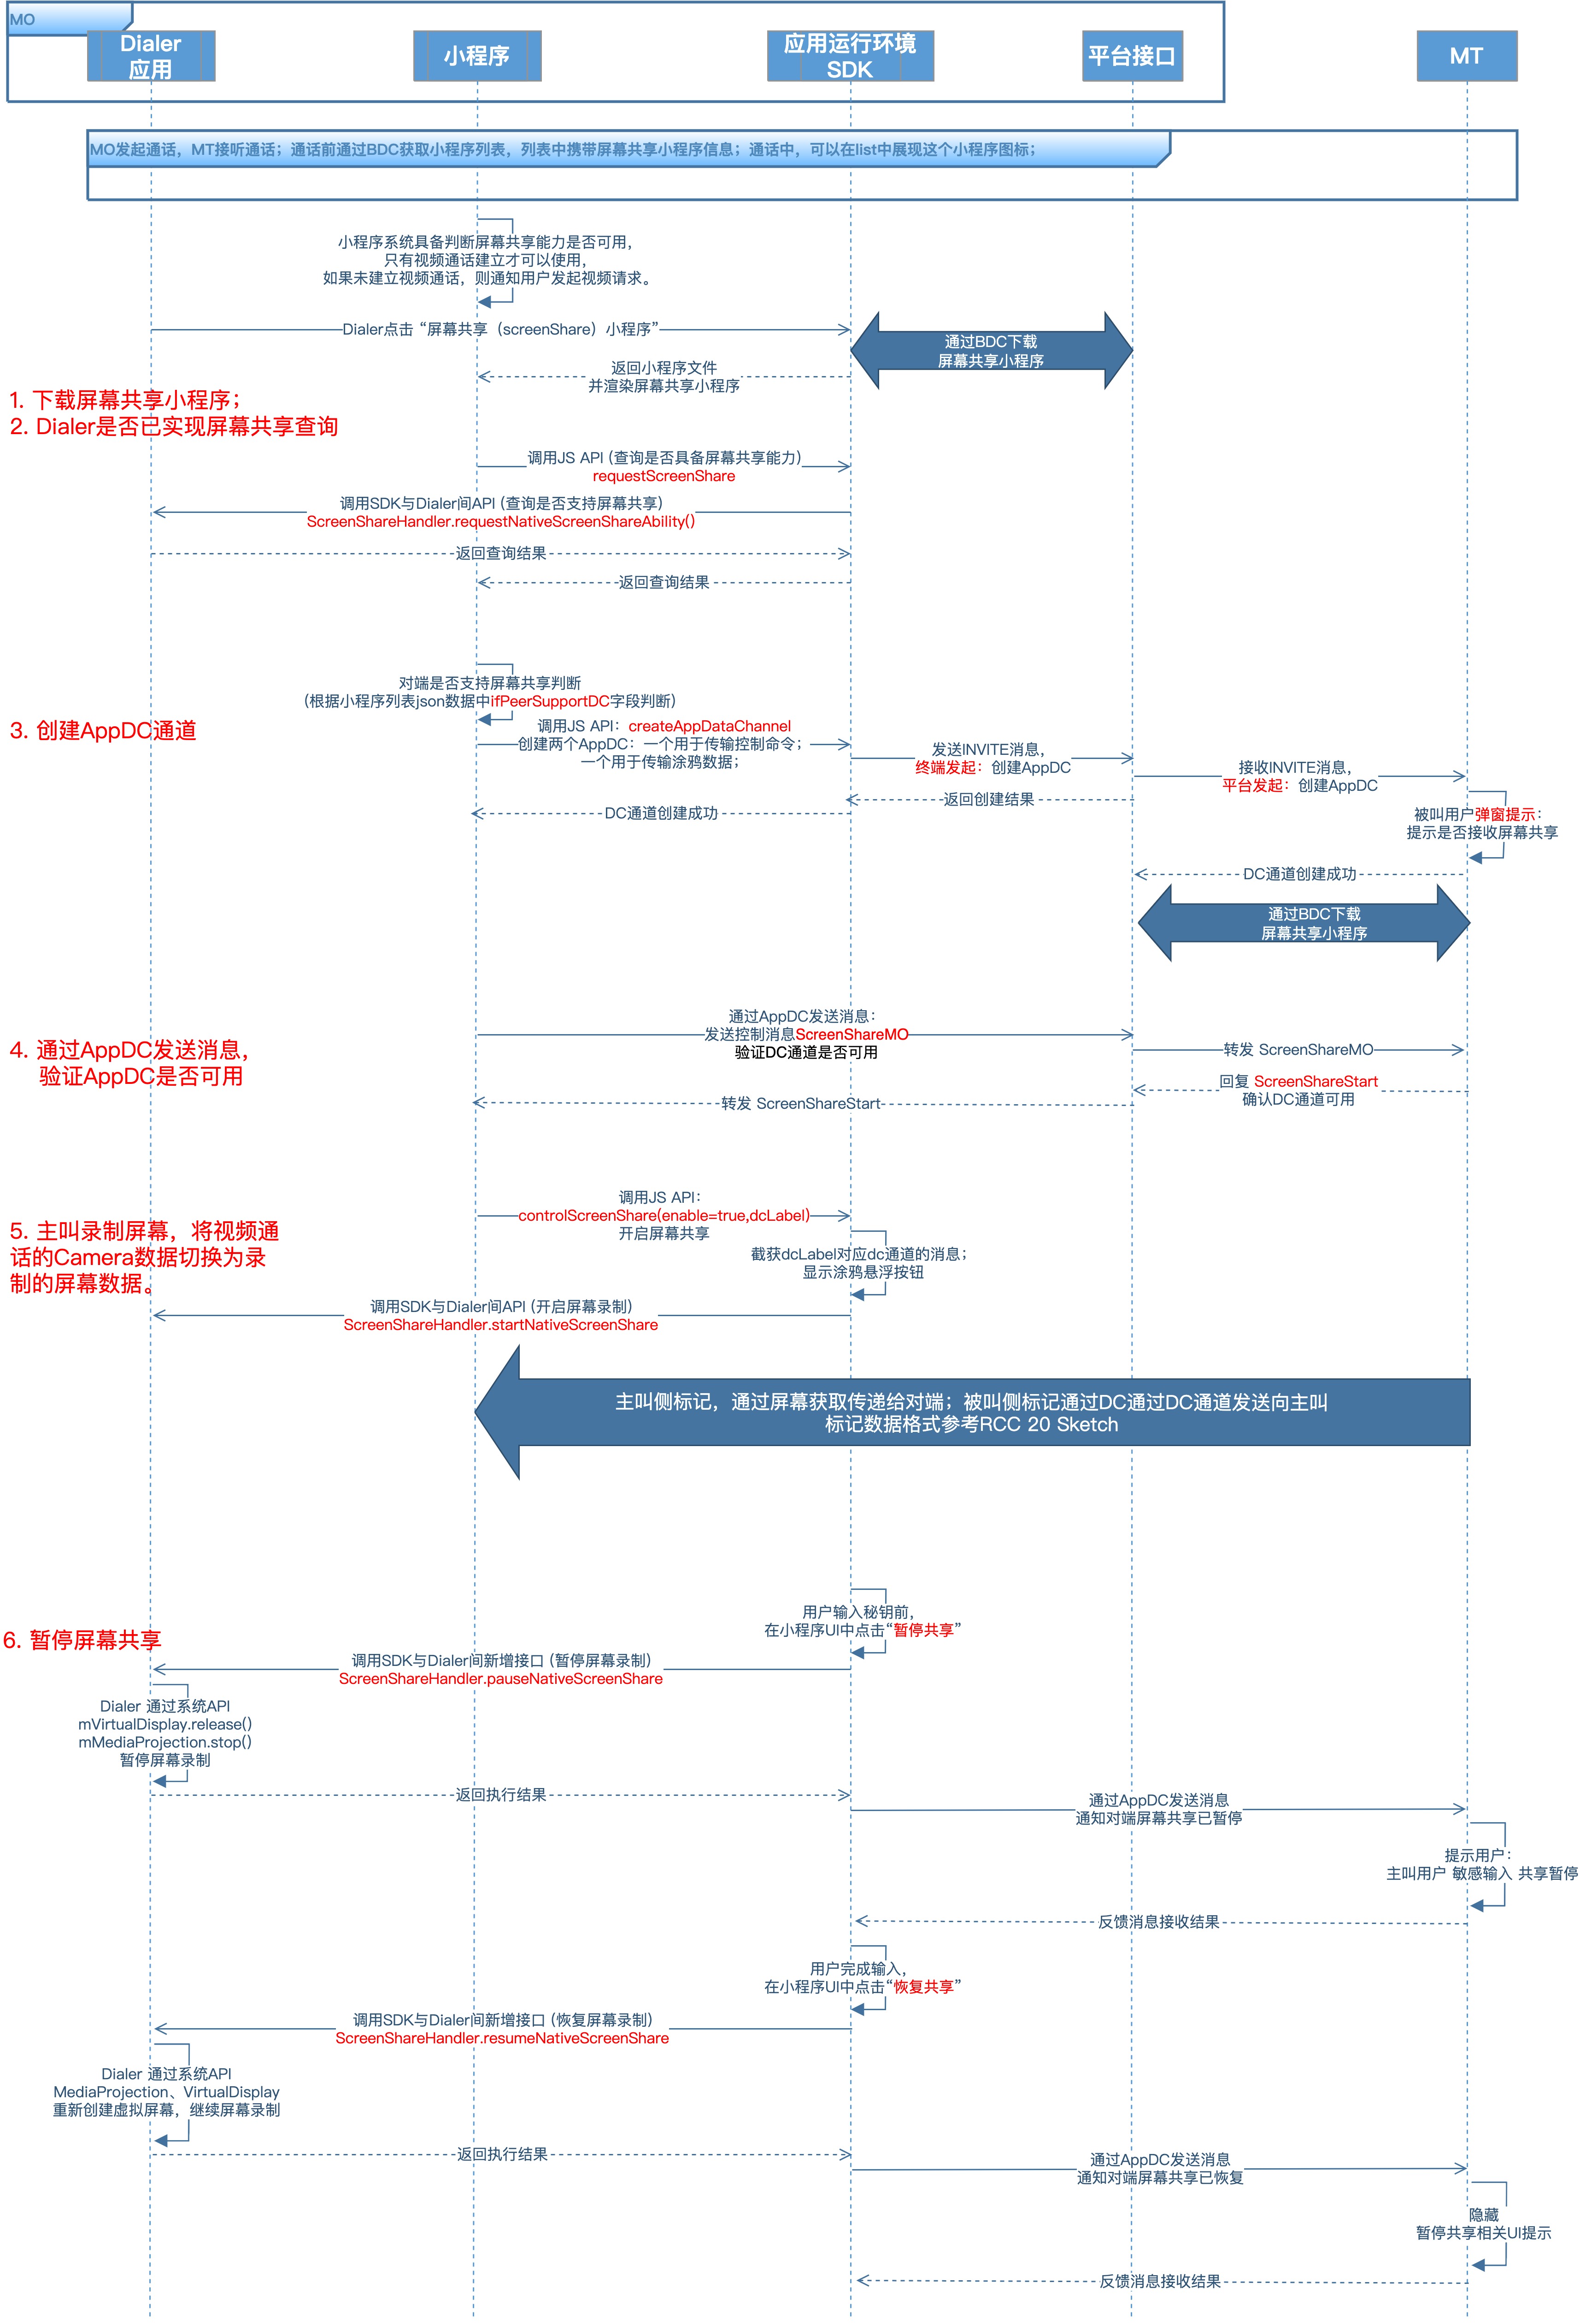 MO
Dialer
应用
小程序
应用运行环境
SDK
平台接口
MT
MO发起通话，MT接听通话；通话前通过BDC获取小程序列表，列表中携带屏幕共享小程序信息；通话中，可以在list中展现这个小程序图标；
小程序系统具备判断屏幕共享能力是否可用，
只有视频通话建立才可以使用，
如果未建立视频通话，则通知用户发起视频请求。
Dialer点击 “屏幕共享（screenShare）小程序”
通过BDC下载
屏幕共享小程序
返回小程序文件
并渲染屏幕共享小程序
1. 下载屏幕共享小程序；
2. Dialer是否已实现屏幕共享查询
调用JS API (查询是否具备屏幕共享能力)
requestScreenShare
调用SDK与Dialer间API (查询是否支持屏幕共享)
ScreenShareHandler.requestNativeScreenShareAbility()
返回查询结果
返回查询结果
对端是否支持屏幕共享判断
(根据小程序列表json数据中ifPeerSupportDC字段判断)
3. 创建AppDC通道
调用JS API：createAppDataChannel
创建两个AppDC：一个用于传输控制命令；
一个用于传输涂鸦数据；
发送INVITE消息，
终端发起：创建AppDC
接收INVITE消息，
平台发起：创建AppDC
返回创建结果
DC通道创建成功
被叫用户弹窗提示：
提示是否接收屏幕共享
DC通道创建成功
通过BDC下载
屏幕共享小程序
4. 通过AppDC发送消息，
验证AppDC是否可用
通过AppDC发送消息：
发送控制消息ScreenShareMO
验证DC通道是否可用
转发 ScreenShareMO
回复 ScreenShareStart
确认DC通道可用
转发 ScreenShareStart
5. 主叫录制屏幕，将视频通
话的Camera数据切换为录
制的屏幕数据。
调用JS API：
controlScreenShare(enable=true,dcLabel)
开启屏幕共享
截获dcLabel对应dc通道的消息；
显示涂鸦悬浮按钮
调用SDK与Dialer间API (开启屏幕录制)
ScreenShareHandler.startNativeScreenShare
主叫侧标记，通过屏幕获取传递给对端；被叫侧标记通过DC通过DC通道发送向主叫
标记数据格式参考RCC 20 Sketch
6. 暂停屏幕共享
用户输入秘钥前，
在小程序UI中点击“暂停共享”
调用SDK与Dialer间新增接口 (暂停屏幕录制)
ScreenShareHandler.pauseNativeScreenShare
Dialer 通过系统API
mVirtualDisplay.release()
mMediaProjection.stop()
暂停屏幕录制
返回执行结果
通过AppDC发送消息
通知对端屏幕共享已暂停
提示用户：
主叫用户 敏感输入 共享暂停
反馈消息接收结果
用户完成输入，
在小程序UI中点击“恢复共享”
调用SDK与Dialer间新增接口 (恢复屏幕录制)
ScreenShareHandler.resumeNativeScreenShare
Dialer 通过系统API
MediaProjection、VirtualDisplay
重新创建虚拟屏幕，继续屏幕录制
返回执行结果
通过AppDC发送消息
通知对端屏幕共享已恢复
隐藏
暂停共享相关UI提示
反馈消息接收结果